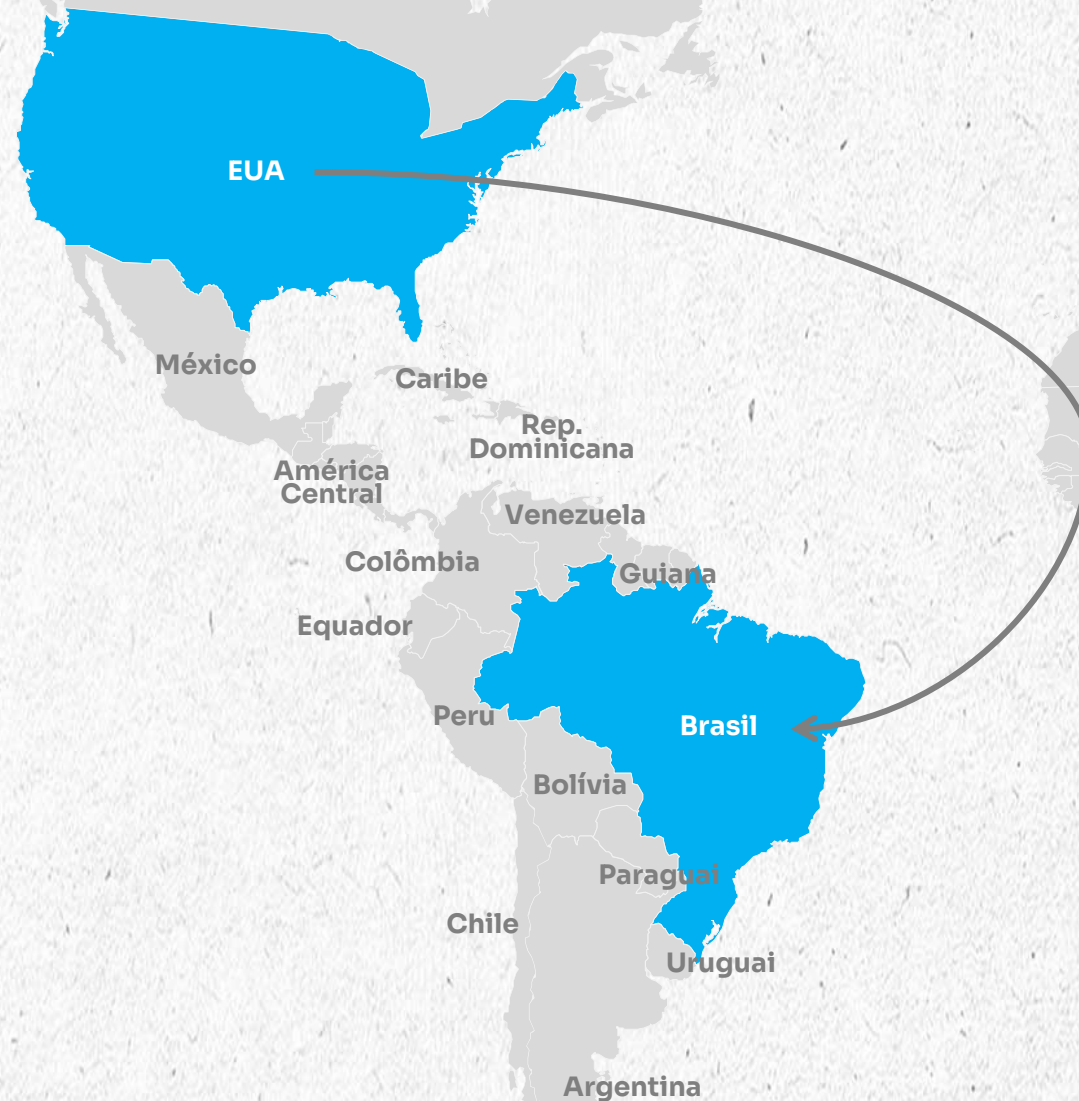 EUA
México
Caribe
Rep.
Dominicana
América
Central
Venezuela
Colômbia
Guiana
Equador
Peru
Brasil
Bolívia
Paraguai
Chile
Uruguai
Argentina